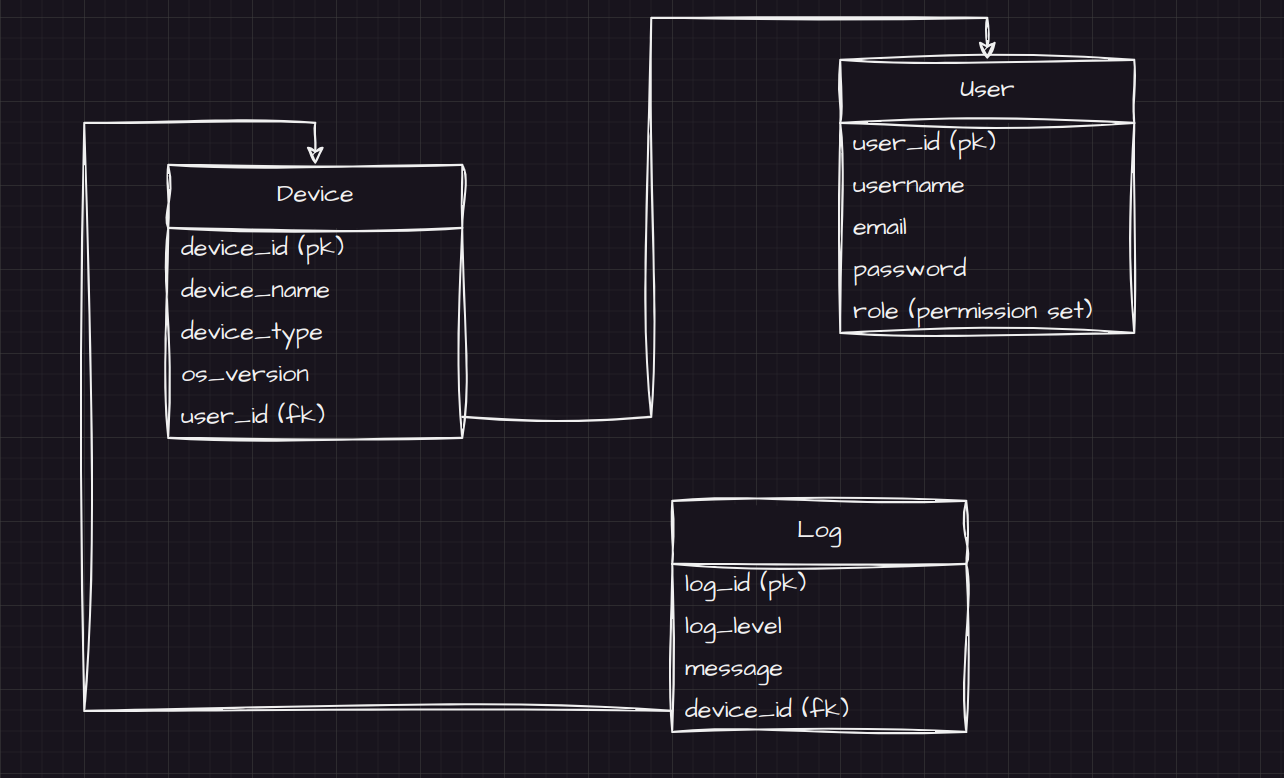 User
user_id (pk)
username
email
password
role (permission set)
Device
device_id (pk)
device_name
device_type
os_version
user_id (fk)
Log
log_id (pk)
log_level
message
device_id (fk)